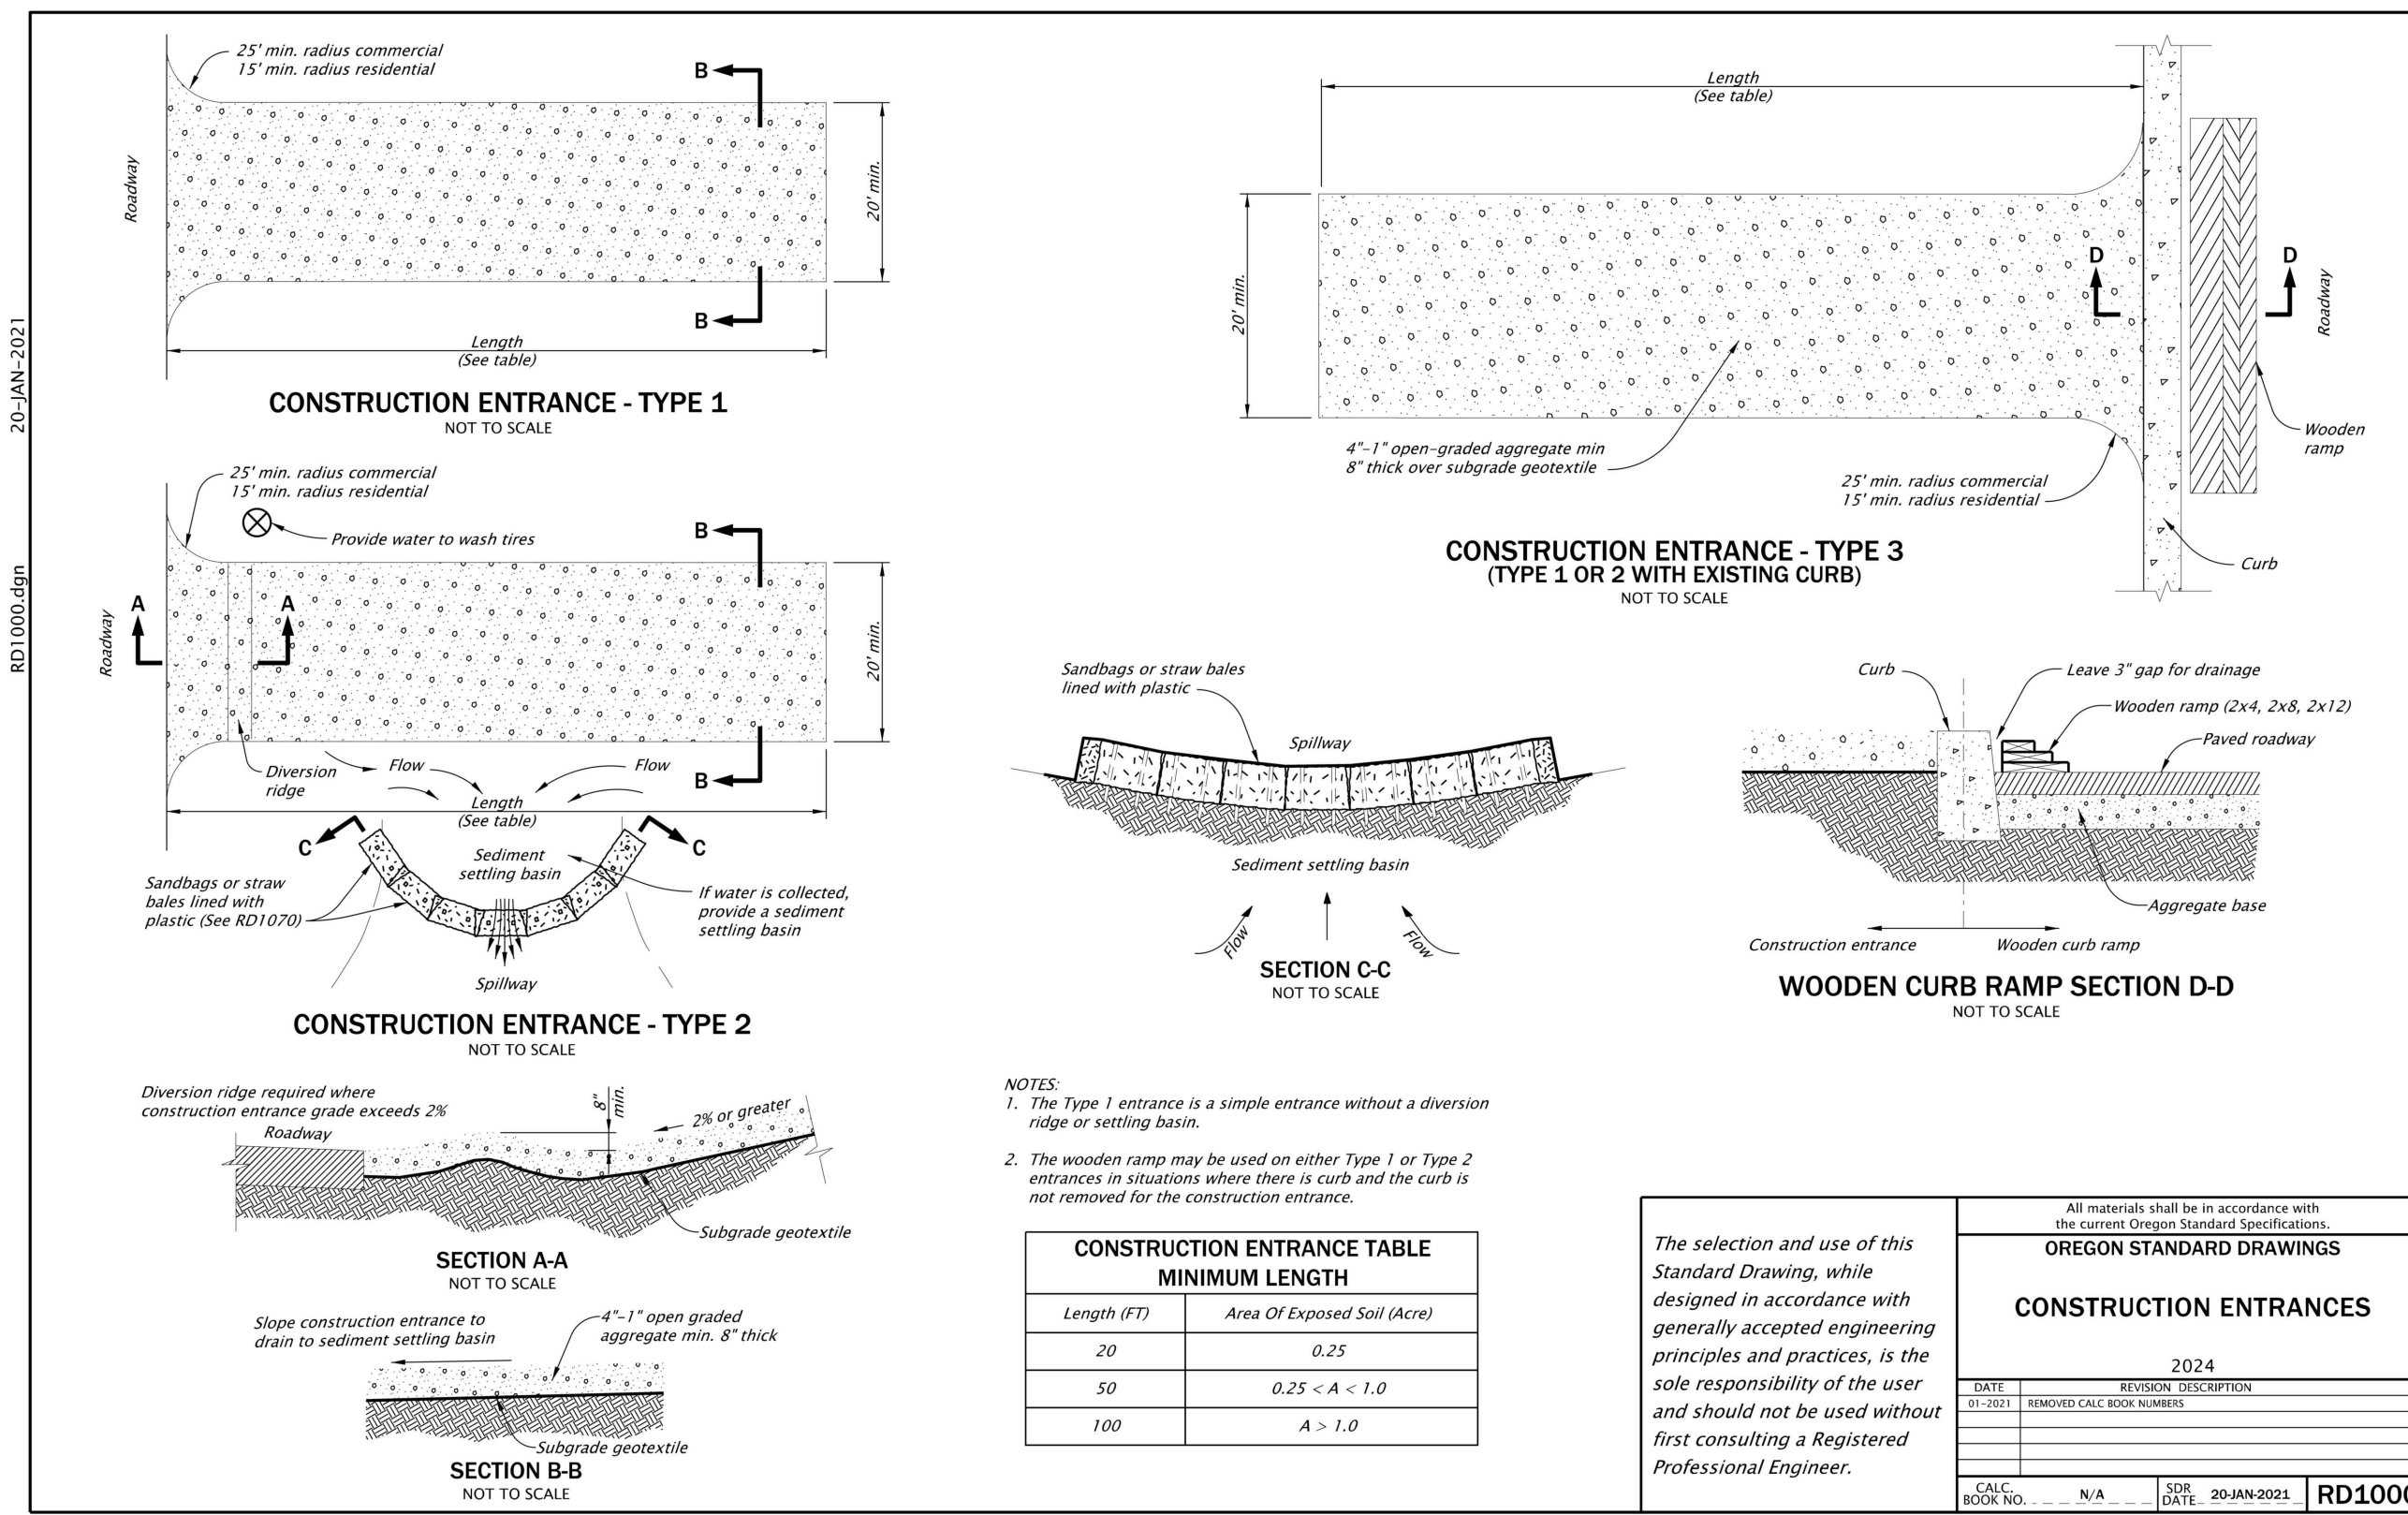 20-JAN-2021
RD1000.dgn
25' min. radius commercial
15' min. radius residential
B
B
Roadway
20' min.
Length
(See table)
CONSTRUCTION ENTRANCE - TYPE 1
NOT TO SCALE
25' min. radius commercial
15' min. radius residential
Provide water to wash tires
B
B
A
A
Roadway
20' min.
Diversion
ridge
Flow
Flow
Length
(See table)
C
C
Sediment
settling basin
Sandbags or straw
bales lined with
plastic (See RD1070)
If water is collected,
provide a sediment
settling basin
Spillway
CONSTRUCTION ENTRANCE - TYPE 2
NOT TO SCALE
Diversion ridge required where
construction entrance grade exceeds 2%
Roadway
8"
min.
2% or greater
Subgrade geotextile
SECTION A-A
NOT TO SCALE
Slope construction entrance to
drain to sediment settling basin
4"-1" open graded
aggregate min. 8" thick
Subgrade geotextile
SECTION B-B
NOT TO SCALE
Length
(See table)
20' min.
D
D
Roadway
Wooden
ramp
4"-1" open-graded aggregate min
8" thick over subgrade geotextile
25' min. radius commercial
15' min. radius residential
Curb
CONSTRUCTION ENTRANCE - TYPE 3
(TYPE 1 OR 2 WITH EXISTING CURB)
NOT TO SCALE
Sandbags or straw bales
lined with plastic
Spillway
Sediment settling basin
Flow
Flow
SECTION C-C
NOT TO SCALE
Curb
Leave 3" gap for drainage
Wooden ramp (2x4, 2x8, 2x12)
Paved roadway
Aggregate base
Construction entrance
Wooden curb ramp
WOODEN CURB RAMP SECTION D-D
NOT TO SCALE
NOTES:
1. The Type 1 entrance is a simple entrance without a diversion
ridge or settling basin.
2. The wooden ramp may be used on either Type 1 or Type 2
entrances in situations where there is curb and the curb is
not removed for the construction entrance.
CONSTRUCTION ENTRANCE TABLE
MINIMUM LENGTH
Length (FT) Area Of Exposed Soil (Acre)
20 0.25
50 0.25 < A < 1.0
100 A > 1.0
The selection and use of this
Standard Drawing, while
designed in accordance with
generally accepted engineering
principles and practices, is the
sole responsibility of the user
and should not be used without
first consulting a Registered
Professional Engineer.
All materials shall be in accordance with
the current Oregon Standard Specifications.
OREGON STANDARD DRAWINGS
CONSTRUCTION ENTRANCES
2024
DATE REVISION DESCRIPTION
01-2021 REMOVED CALC BOOK NUMBERS
CALC.
BOOK NO. N/A
SDR
DATE 20-JAN-2021